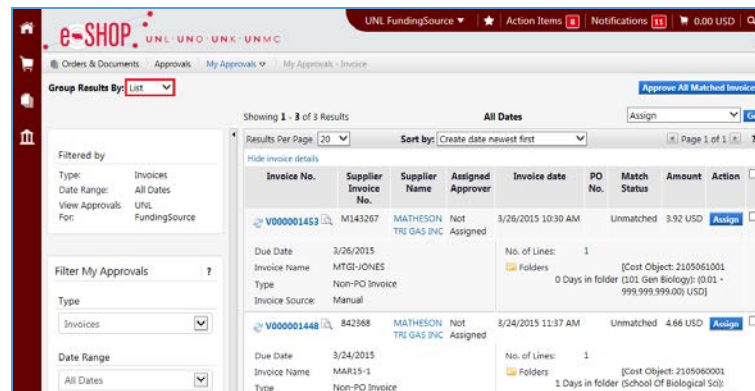 e-SHOP UNL·UNO·UNK·UNMC
UNL FundingSource ▼ Action Items 8 Notifications 11 0.00 USD
Orders & Documents Approvals My Approvals My Approvals - Invoice
Group Results By: List
Approve All Matched Invoice
Showing 1 - 3 of 3 Results All Dates Assign
Results Per Page 20 Sort by: Create date newest first Page 1 of 1 ?
Hide invoice details
Filtered by
Type: Invoices
Date Range: All Dates
View Approvals For: UNL FundingSource
Filter My Approvals ?
Type
Invoices
Date Range
All Dates
Invoice No. Supplier Invoice No. Supplier Name Assigned Approver Invoice date PO No. Match Status Amount Action
V000001453 M143267 MATHESON TRI GAS INC Not Assigned 3/26/2015 10:30 AM Unmatched 3.92 USD Assign
Due Date 3/26/2015 No. of Lines: 1
Invoice Name MTGI-JONES Folders [Cost Object: 2105061001
Type Non-PO Invoice 0 Days in folder (101 Gen Biology): (0.01 -
Invoice Source: Manual 999,999,999.00) USD]
V000001448 842368 MATHESON TRI GAS INC Not Assigned 3/24/2015 11:37 AM Unmatched 4.66 USD Assign
Due Date 3/24/2015 No. of Lines: 1
Invoice Name MAR15-1 Folders [Cost Object: 2105060001
Type Non-PO Invoice 1 Days in folder (School Of Biological Sci):